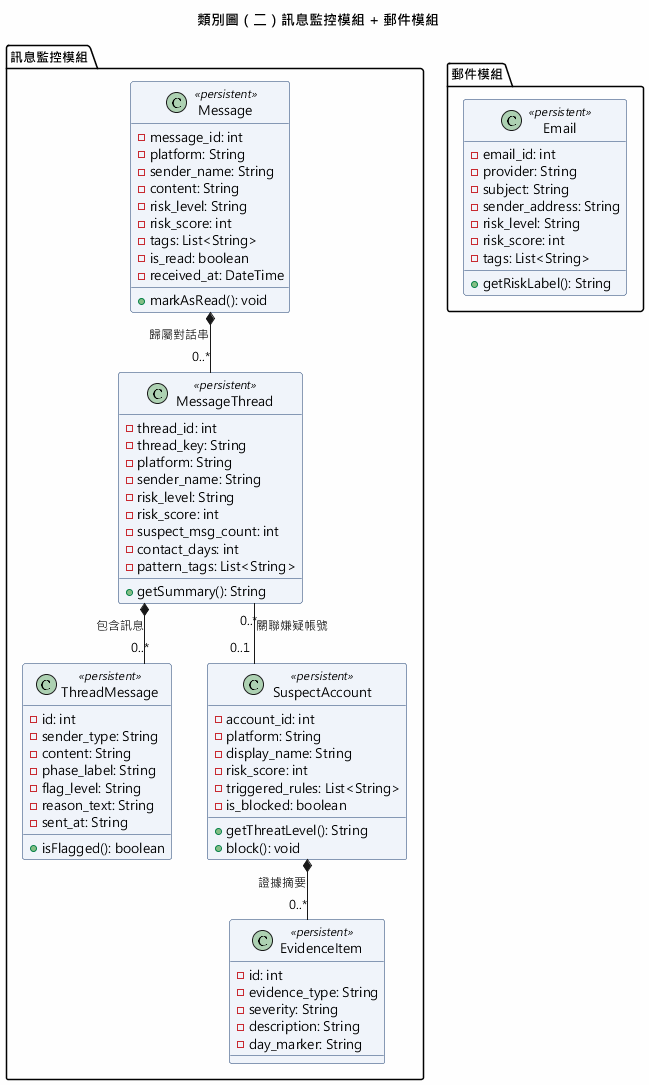 類別圖（二）訊息監控模組 + 郵件模組
訊息監控模組
C
«persistent»
Message
message_id: int
platform: String
sender_name: String
content: String
risk_level: String
risk_score: int
tags: List<String>
is_read: boolean
received_at: DateTime
markAsRead(): void
歸屬對話串
0..*
C
«persistent»
MessageThread
thread_id: int
thread_key: String
platform: String
sender_name: String
risk_level: String
risk_score: int
suspect_msg_count: int
contact_days: int
pattern_tags: List<String>
getSummary(): String
包含訊息
0..*
0..*
關聯嫌疑帳號
0..1
C
«persistent»
ThreadMessage
id: int
sender_type: String
content: String
phase_label: String
flag_level: String
reason_text: String
sent_at: String
isFlagged(): boolean
C
«persistent»
SuspectAccount
account_id: int
platform: String
display_name: String
risk_score: int
triggered_rules: List<String>
is_blocked: boolean
getThreatLevel(): String
block(): void
證據摘要
0..*
C
«persistent»
EvidenceItem
id: int
evidence_type: String
severity: String
description: String
day_marker: String
郵件模組
C
«persistent»
Email
email_id: int
provider: String
subject: String
sender_address: String
risk_level: String
risk_score: int
tags: List<String>
getRiskLabel(): String